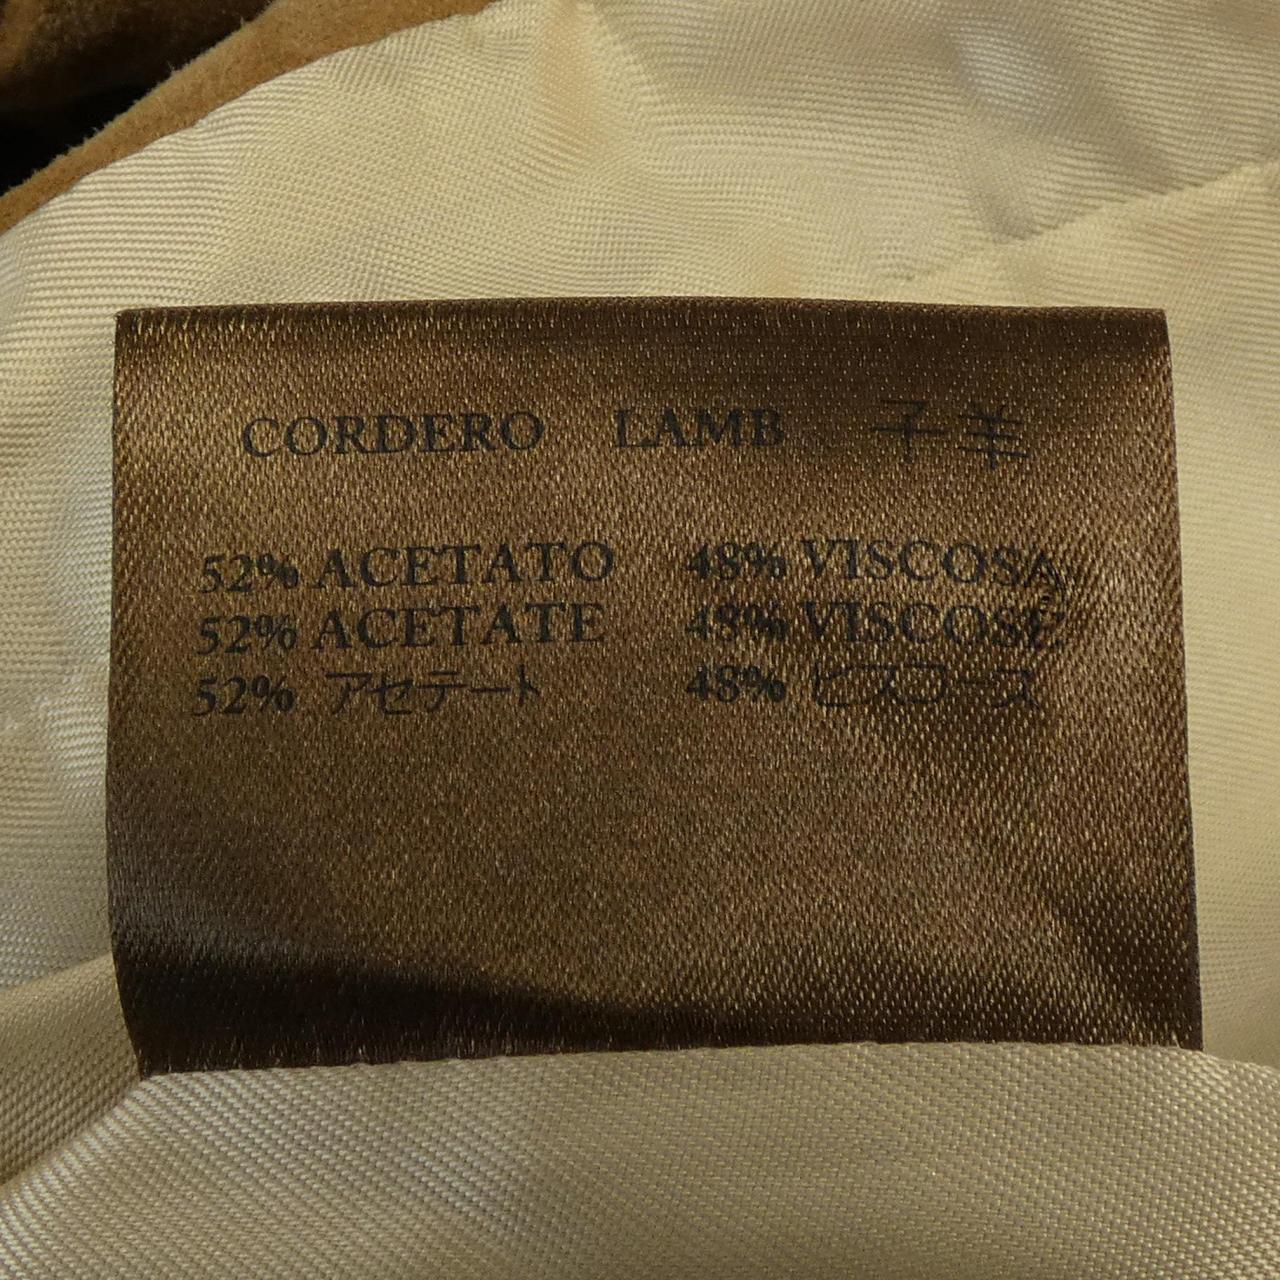 CORDERO LAMB 子羊
52% ACETATO 48% VISCOSA
52% ACETATE 48% VISCOSE
52% アセテート 48% ビスコース